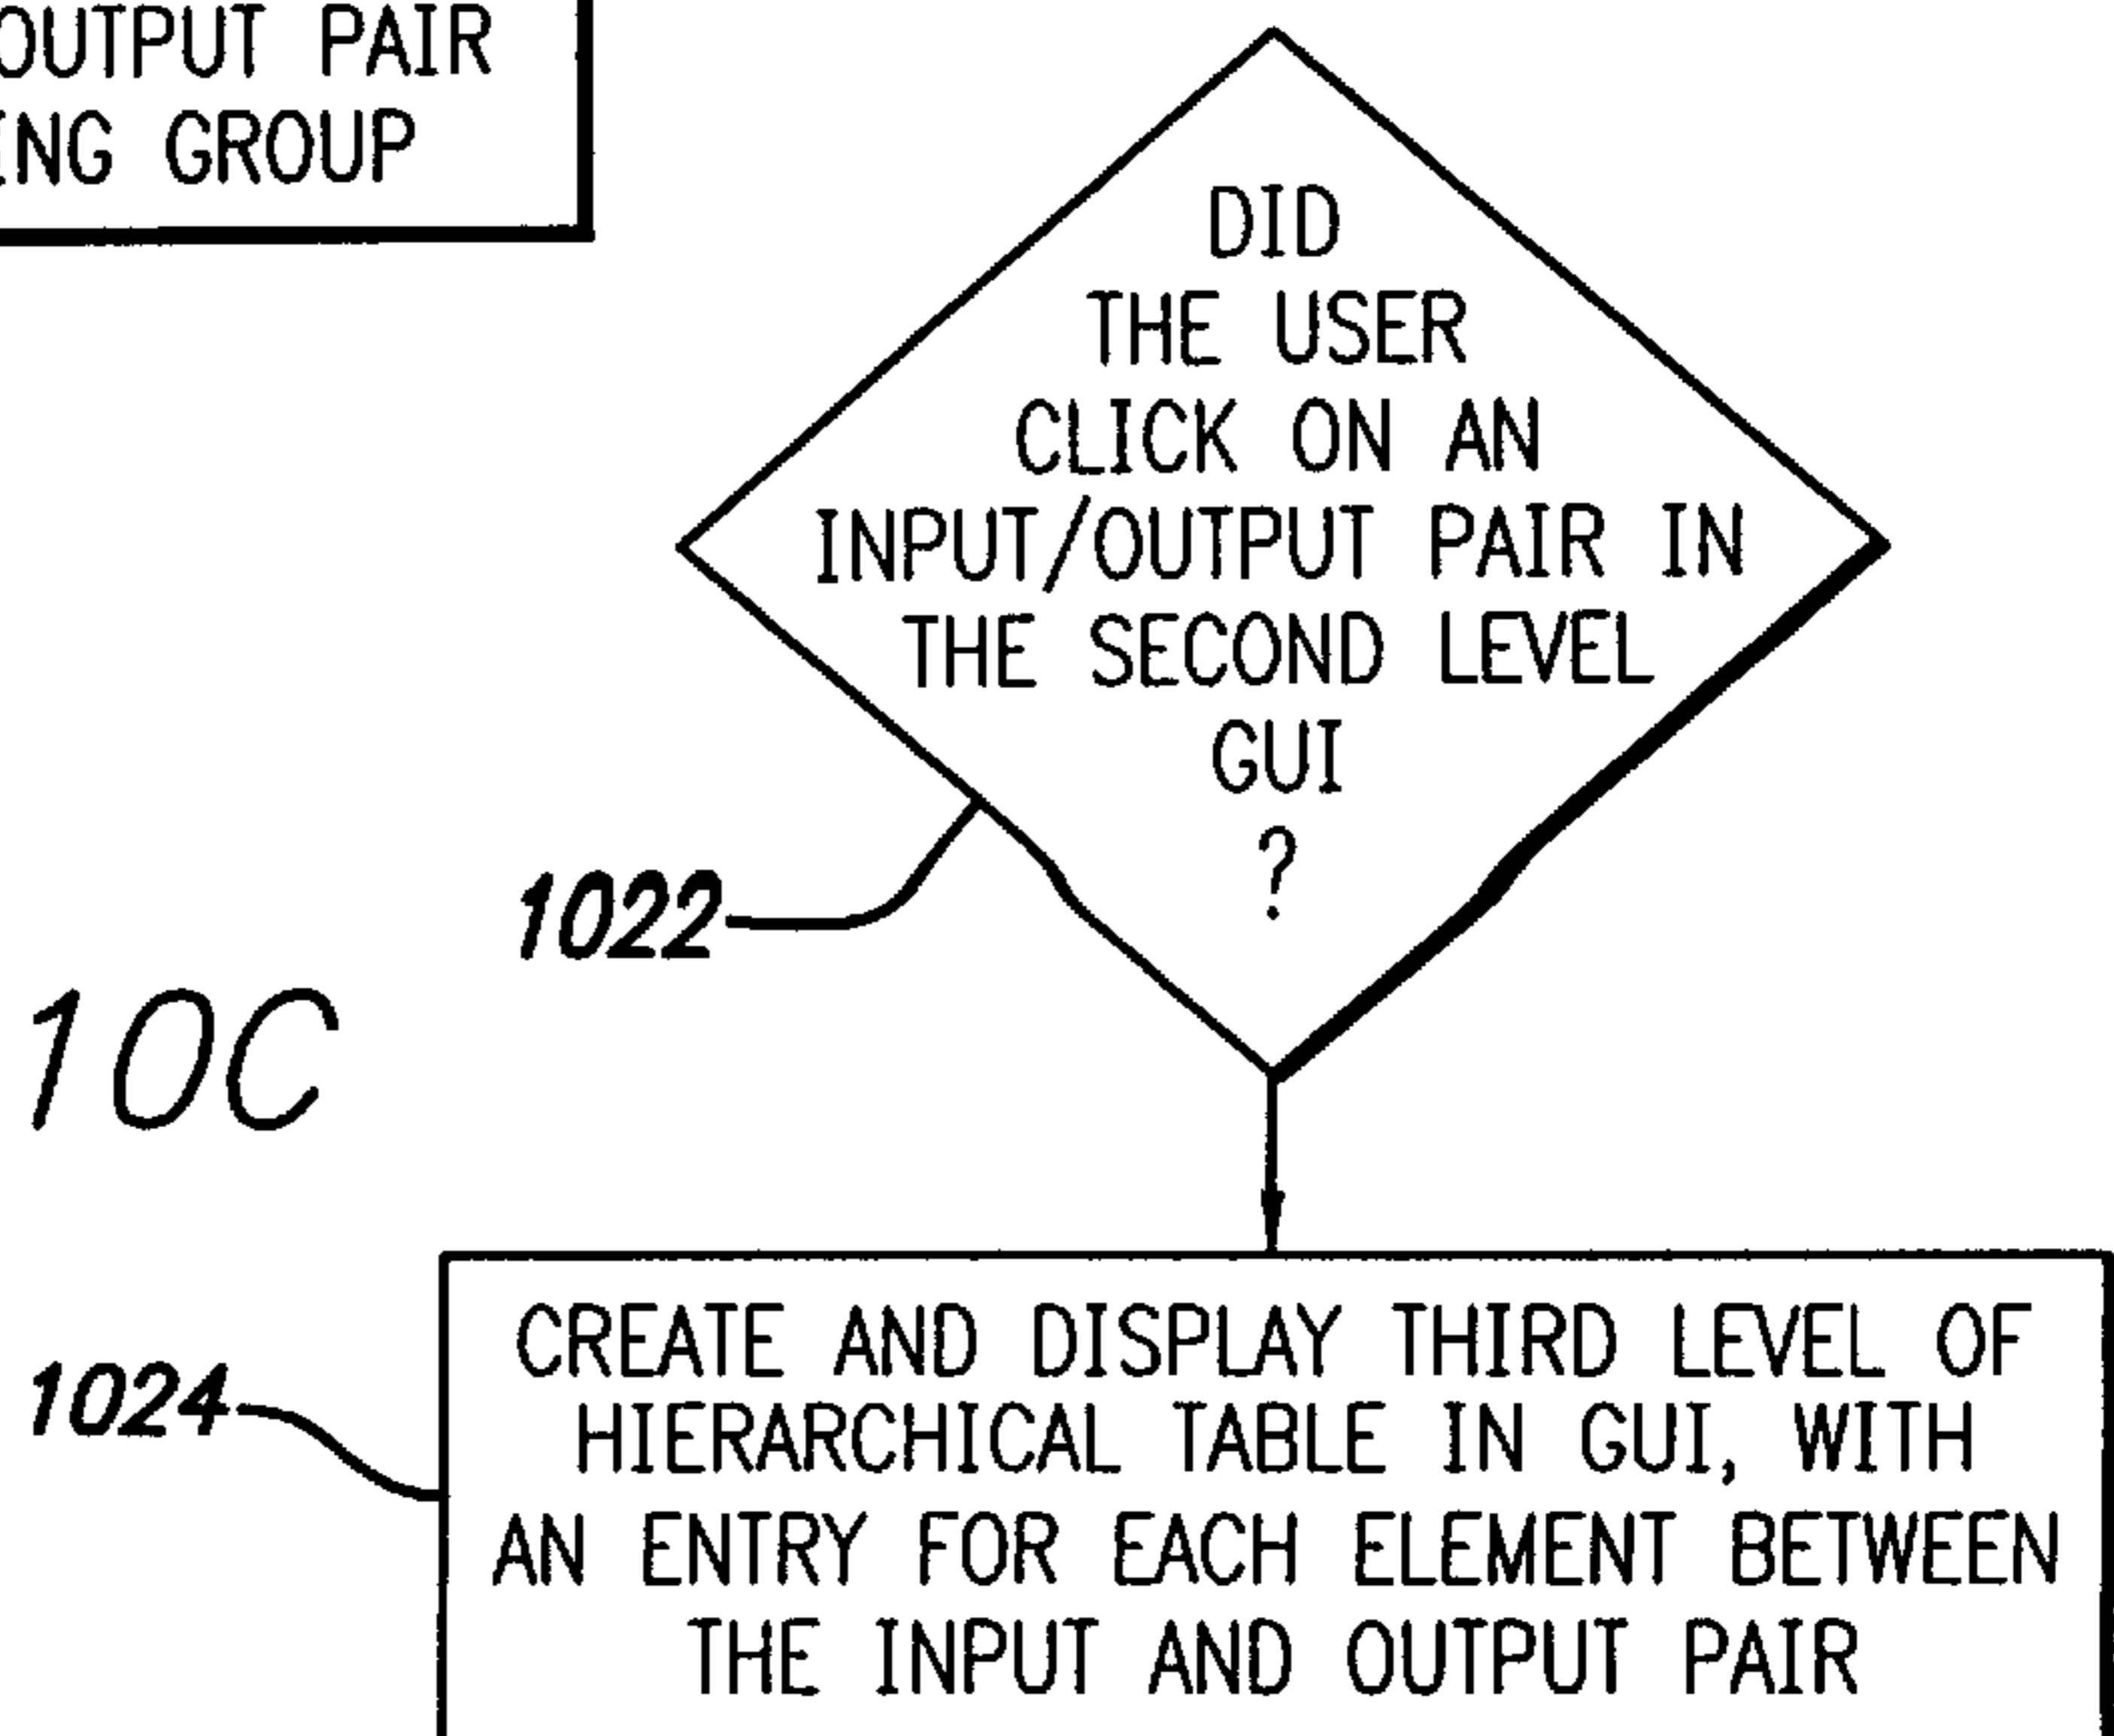 OUTPUT PAIR
GROUP
DID
THE USER
CLICK ON AN
INPUT/OUTPUT PAIR IN
THE SECOND LEVEL
GUI
?
1022
10C
1024
CREATE AND DISPLAY THIRD LEVEL OF
HIERARCHICAL TABLE IN GUI, WITH
AN ENTRY FOR EACH ELEMENT BETWEEN
THE INPUT AND OUTPUT PAIR